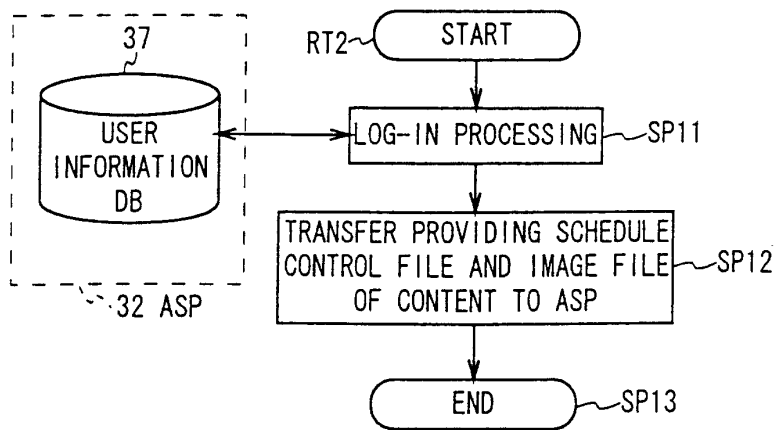 37
USER
INFORMATION
DB
32 ASP
RT2
START
LOG-IN PROCESSING
SP11
TRANSFER PROVIDING SCHEDULE
CONTROL FILE AND IMAGE FILE
OF CONTENT TO ASP
SP12
END
SP13